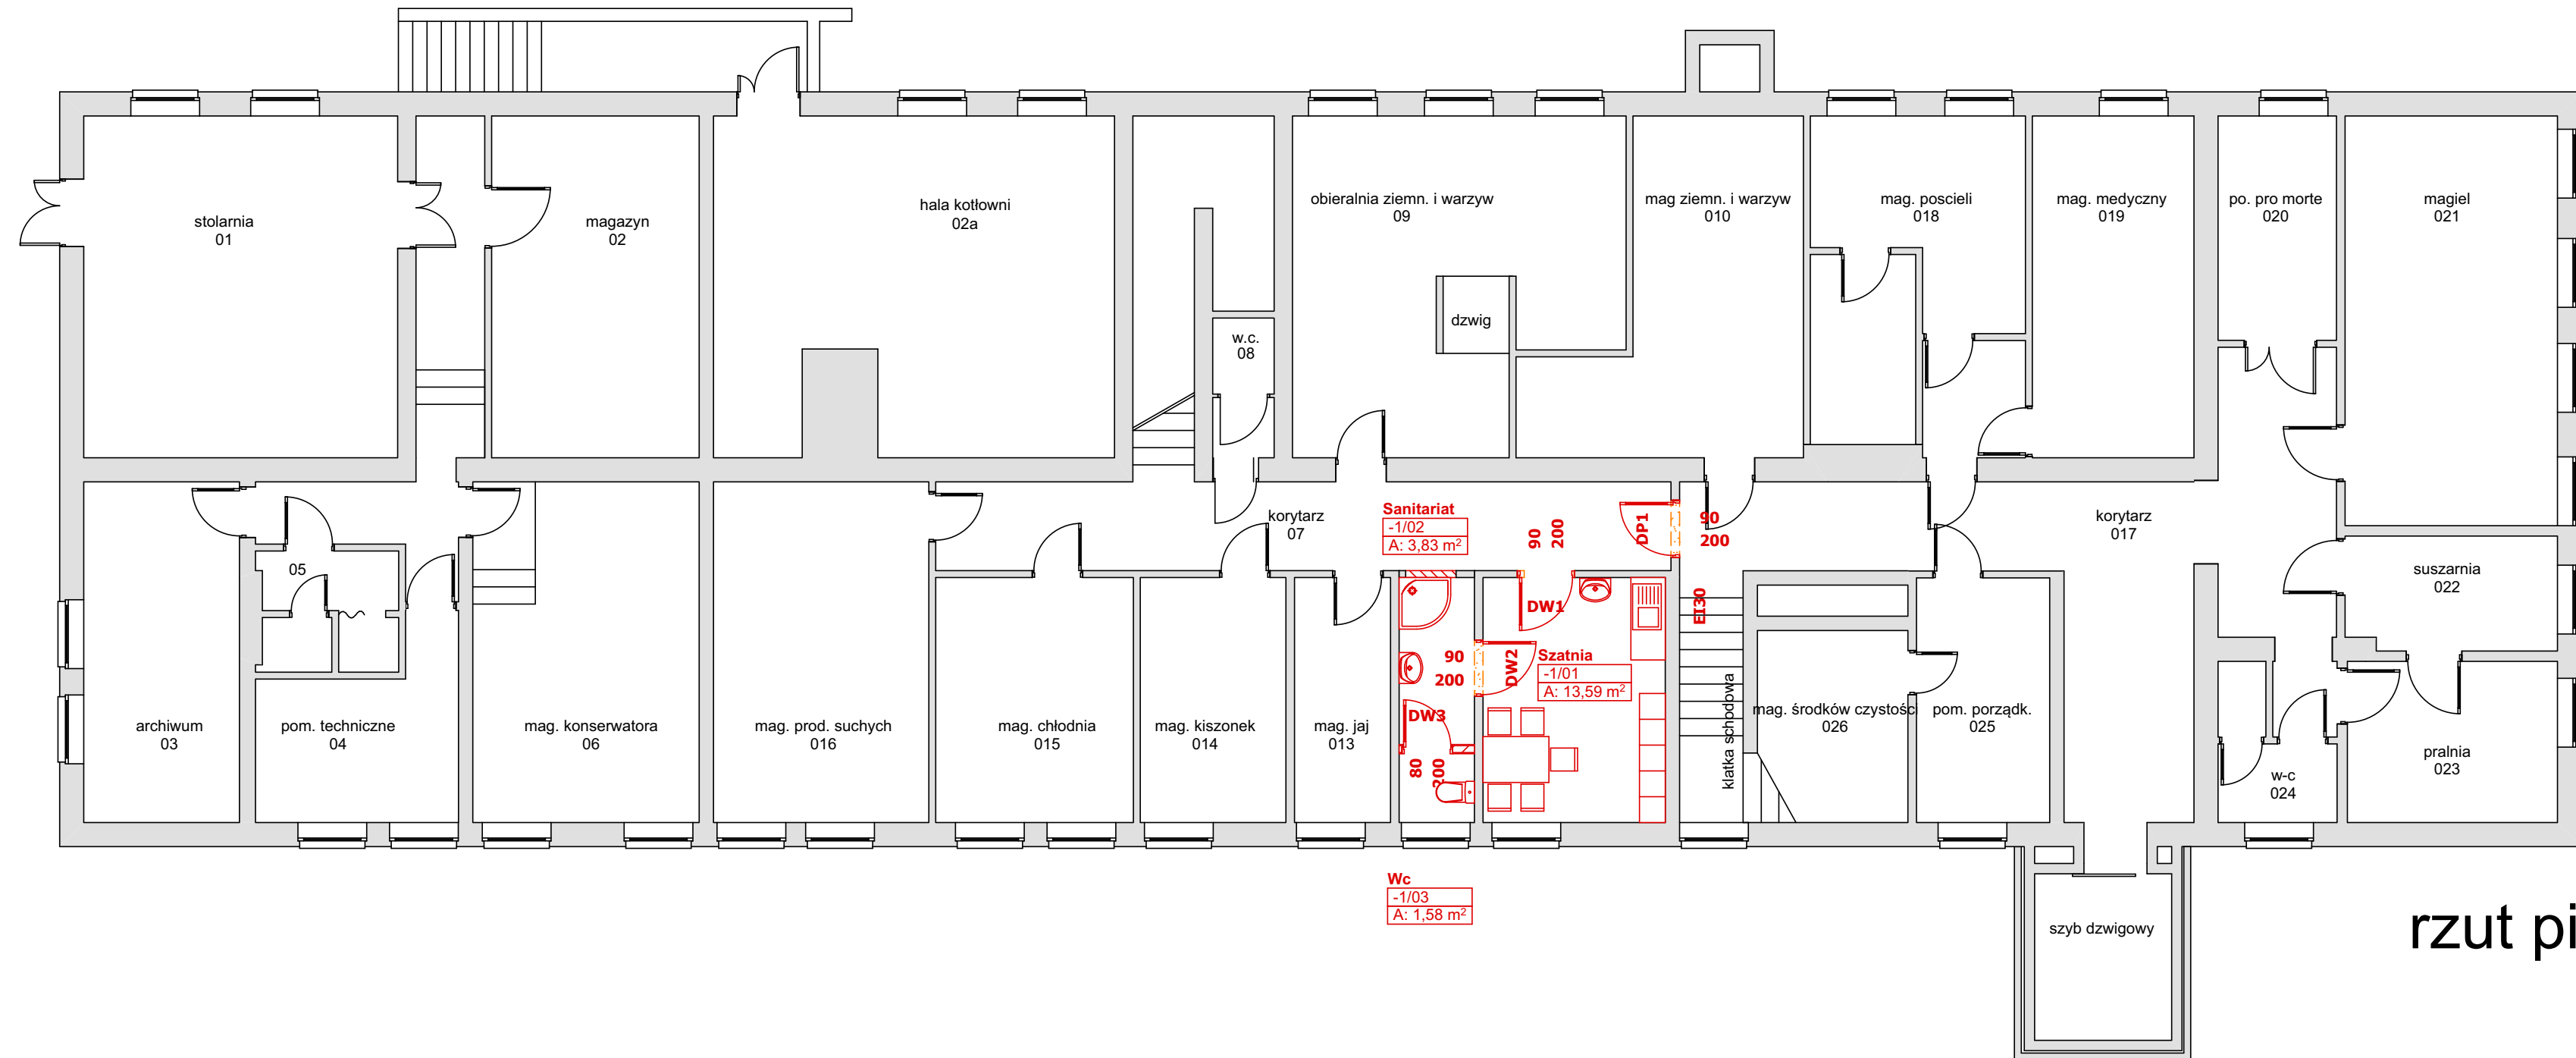 stolarnia
01
magazyn
02
hala kotłowni
02a
w.c.
08
obieralnia ziemn. i warzyw
09
dzwig
mag ziemn. i warzyw
010
mag. poscieli
018
mag. medyczny
019
po. pro morte
020
magiel
021
korytarz
07
Sanitariat
-1/02
A: 3,83 m²
90
200
DP1
90
200
korytarz
017
suszarnia
022
05
DW1
EI30
90
200
DW2
Szatnia
-1/01
A: 13,59 m²
DW3
80
200
archiwum
03
pom. techniczne
04
mag. konserwatora
06
mag. prod. suchych
016
mag. chłodnia
015
mag. kiszonek
014
mag. jaj
013
klatka schodowa
mag. środków czystości
026
pom. porządk.
025
w-c
024
pralnia
023
Wc
-1/03
A: 1,58 m²
szyb dzwigowy
rzut pi